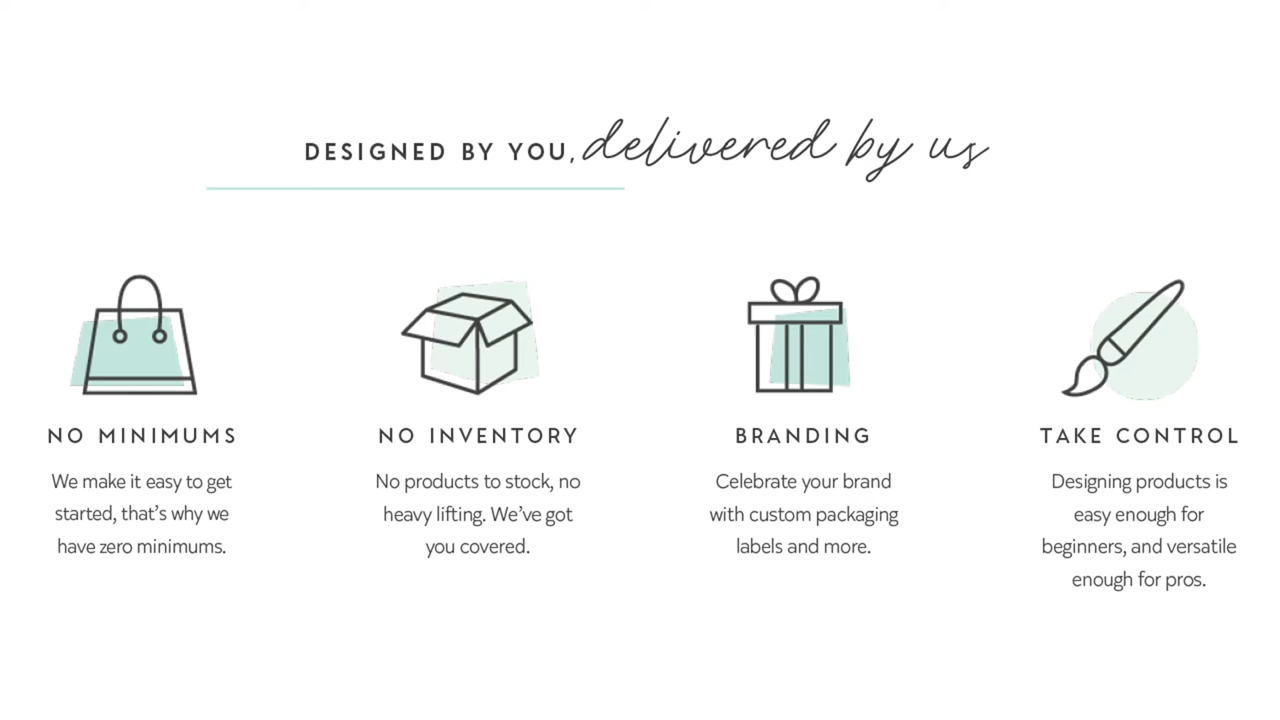 DESIGNED BY YOU, delivered by us
NO MINIMUMS
We make it easy to get
started, that's why we
have zero minimums.
NO INVENTORY
No products to stock, no
heavy lifting. We've got
you covered.
BRANDING
Celebrate your brand
with custom packaging
labels and more.
TAKE CONTROL
Designing products is
easy enough for
beginners, and versatile
enough for pros.